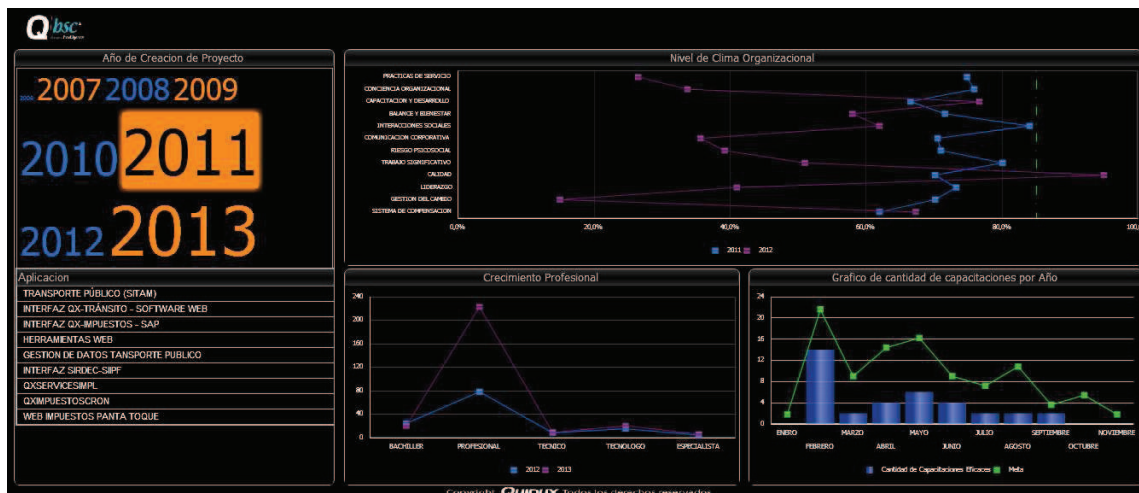 Qbsc
Año de Creacion de Proyecto
2007 2008 2009
2010 2011
2012 2013
Aplicacion
TRANSPORTE PÚBLICO (SITAM)
INTERFAZ QX-TRÁNSITO - SOFTWARE WEB
INTERFAZ QX-IMPUESTOS - SAP
HERRAMIENTAS WEB
GESTION DE DATOS TANSPORTE PUBLICO
INTERFAZ SIRDEC-SIIPF
QXSERVICESIMPL
QXIMPUESTOSCRON
WEB IMPUESTOS PANTA TOQUE
Nivel de Clima Organizacional
PRACTICAS DE SERVICIO
CONCIENCIA ORGANIZACIONAL
CAPACITACION Y DESARROLLO
BALANCE Y BIENESTAR
INTERACCIONES SOCIALES
COMUNICACION CORPORATIVA
RIESGO PSICOSOCIAL
TRABAJO SIGNIFICATIVO
CALIDAD
LIDERAZGO
GESTION DEL CAMBIO
SISTEMA DE COMPENSACION
0,0% 20,0% 40,0% 60,0% 80,0% 100,
2011 2012
Crecimiento Profesional
240
200
160
120
80
40
0
BACHILLER PROFESIONAL TECNICO TECNOLOGO ESPECIALISTA
2012 2013
Grafico de cantidad de capacitaciones por Año
24
20
16
12
8
4
0
ENERO MARZO MAYO JULIO SEPTIEMBRE NOVIEMBRE
FEBRERO ABRIL JUNIO AGOSTO OCTUBRE
Cantidad de Capacitaciones Eficaces Meta
Copyright QUIPUX Todos los derechos reservados